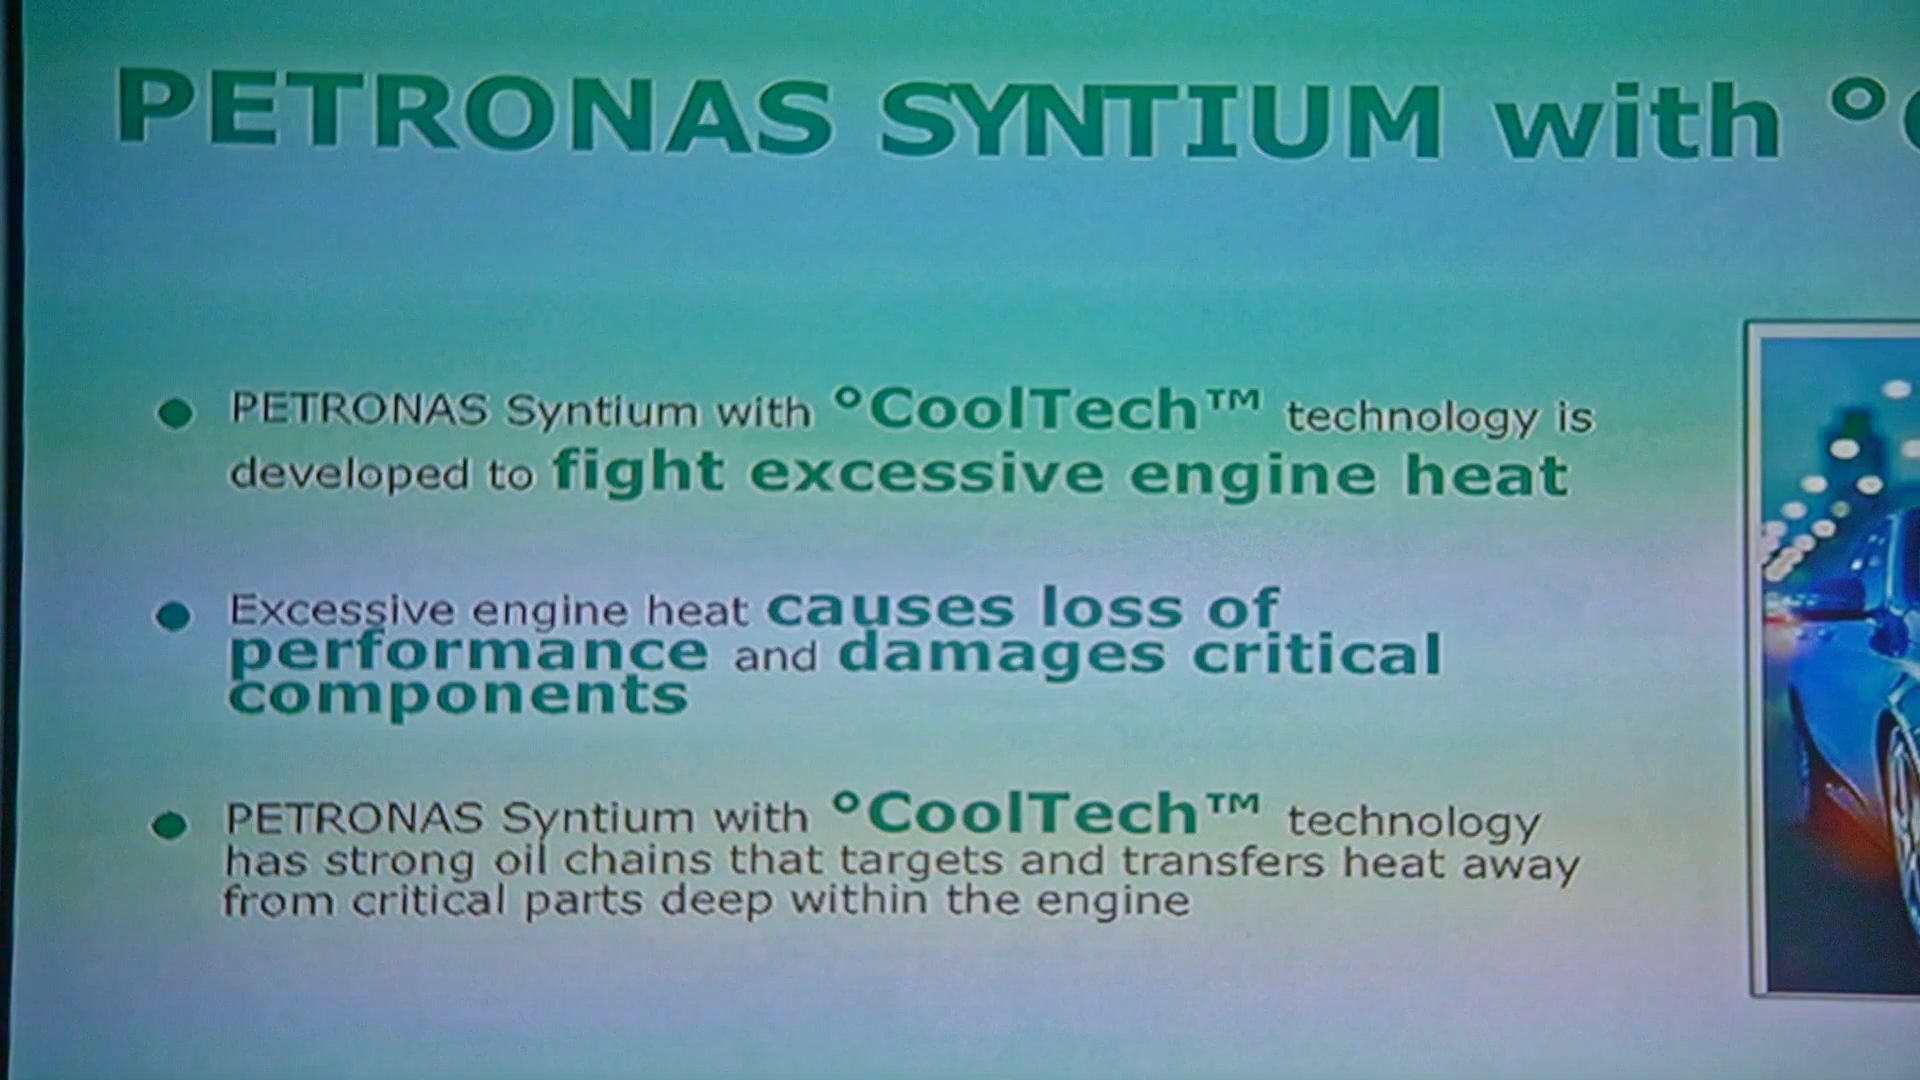 PETRONAS SYNTIUM with °
PETRONAS Syntium with °CoolTech™ technology is
developed to fight excessive engine heat
Excessive engine heat causes loss of
performance and damages critical
components
PETRONAS Syntium with °CoolTech™ technology
has strong oil chains that targets and transfers heat away
from critical parts deep within the engine